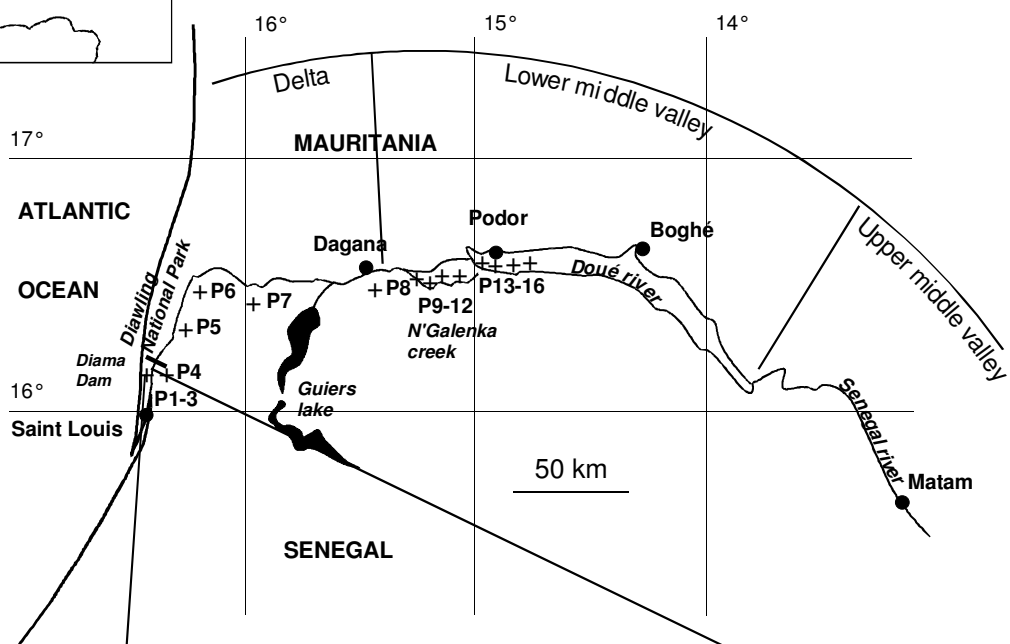 16°
15°
14°
Delta
Lower middle valley
17°
MAURITANIA
ATLANTIC
Podor
Boghé
Upper middle valley
Dagana
Diawling
National Park
OCEAN
P6
P7
P8
P9-12
P13-16
Doué river
P5
N'Galenka
creek
Diama
Dam
P4
P1-3
16°
Guiers
lake
Saint Louis
Senegal river
50 km
Matam
SENEGAL